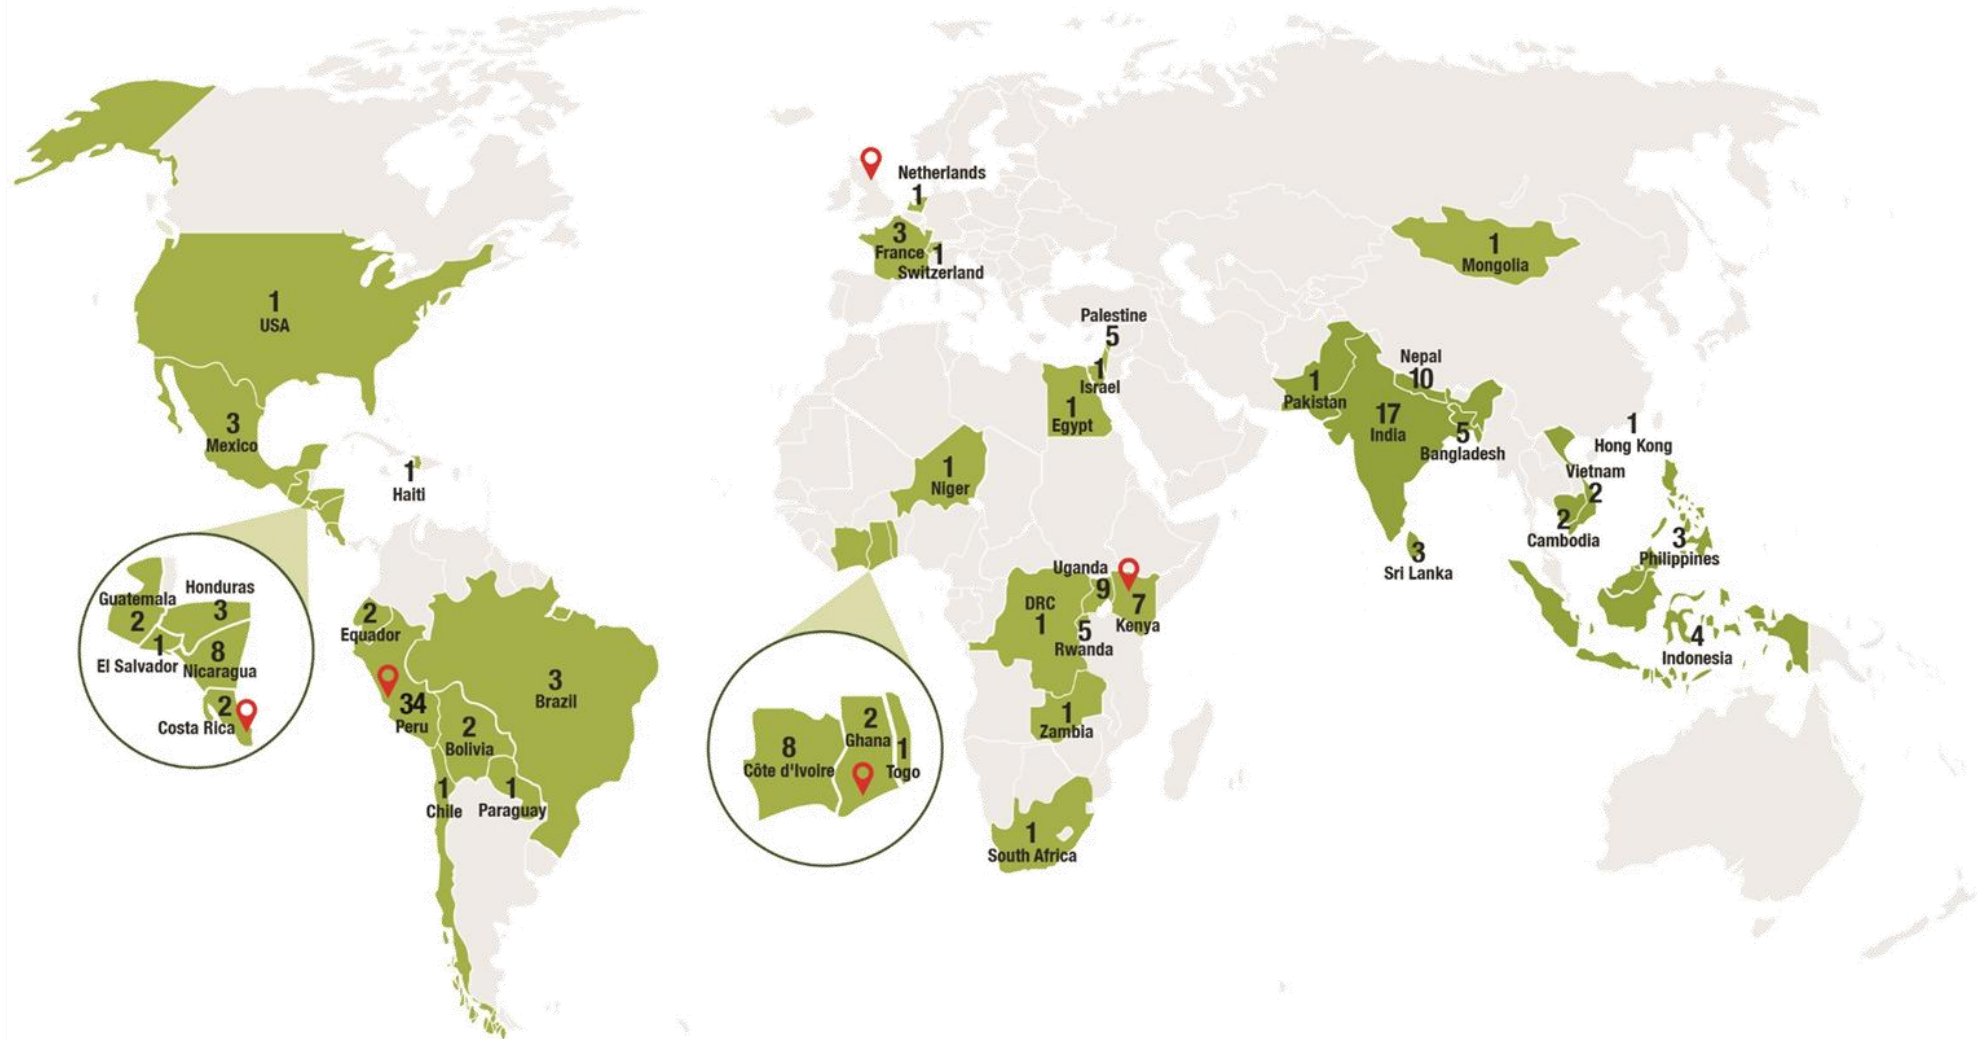 1
USA
3
Mexico
1
Haiti
Guatemala
2
Honduras
3
1
El Salvador
8
Nicaragua
2
Costa Rica
2
Equador
34
Peru
3
Brazil
2
Bolivia
1
Chile
1
Paraguay
Netherlands
1
3
France
1
Switzerland
Palestine
5
1
Israel
1
Egypt
1
Niger
8
Côte d'Ivoire
2
Ghana
1
Togo
Uganda
9
7
Kenya
DRC
1
5
Rwanda
1
Zambia
1
South Africa
1
Mongolia
1
Pakistan
Nepal
10
17
India
5
Bangladesh
3
Sri Lanka
1
Hong Kong
Vietnam
2
2
Cambodia
3
Philippines
4
Indonesia